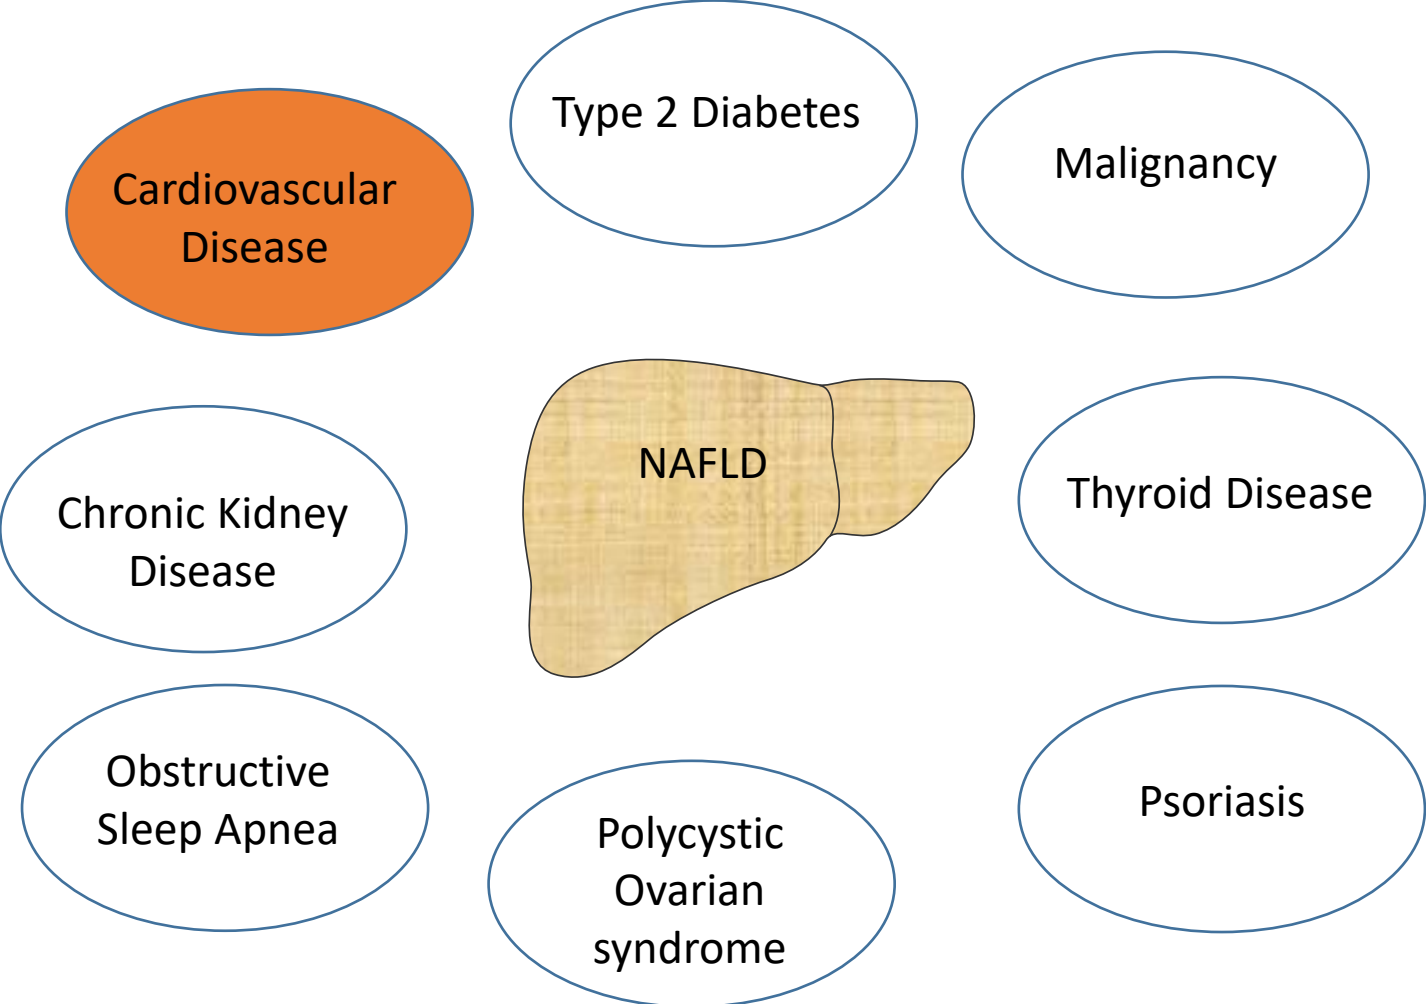 Type 2 Diabetes
Malignancy
Cardiovascular
Disease
NAFLD
Thyroid Disease
Chronic Kidney
Disease
Obstructive
Sleep Apnea
Psoriasis
Polycystic
Ovarian
syndrome